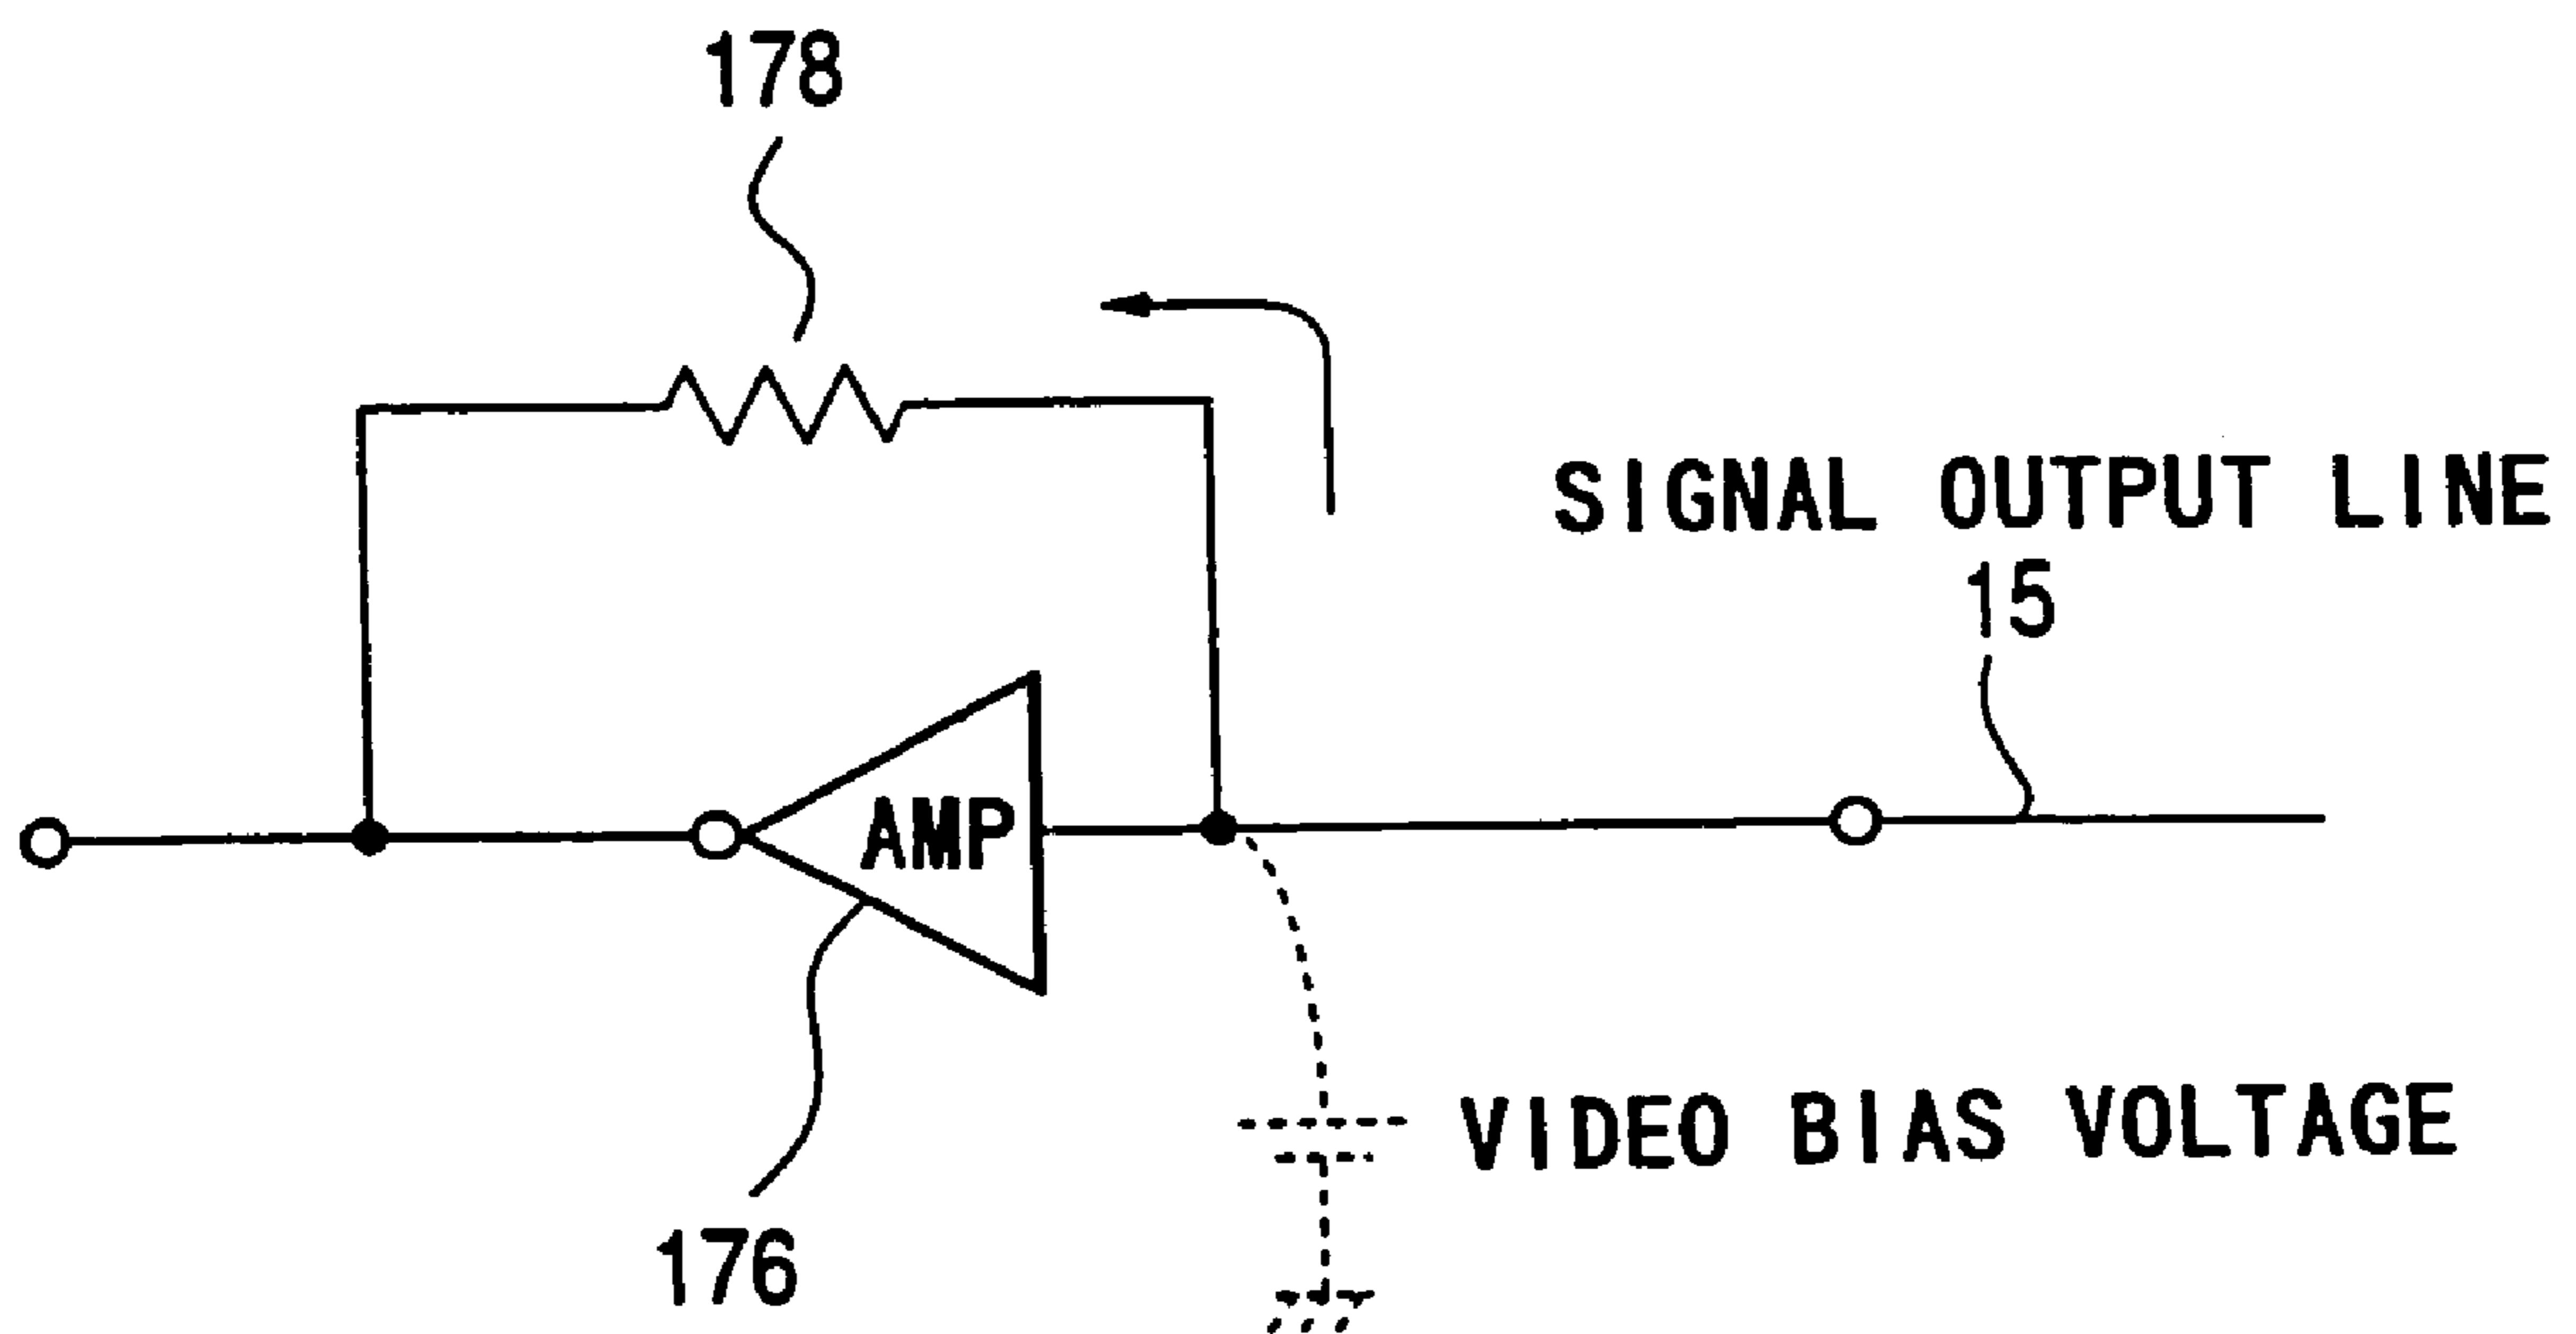 178
SIGNAL OUTPUT LINE
15
AMP
VIDEO BIAS VOLTAGE
176